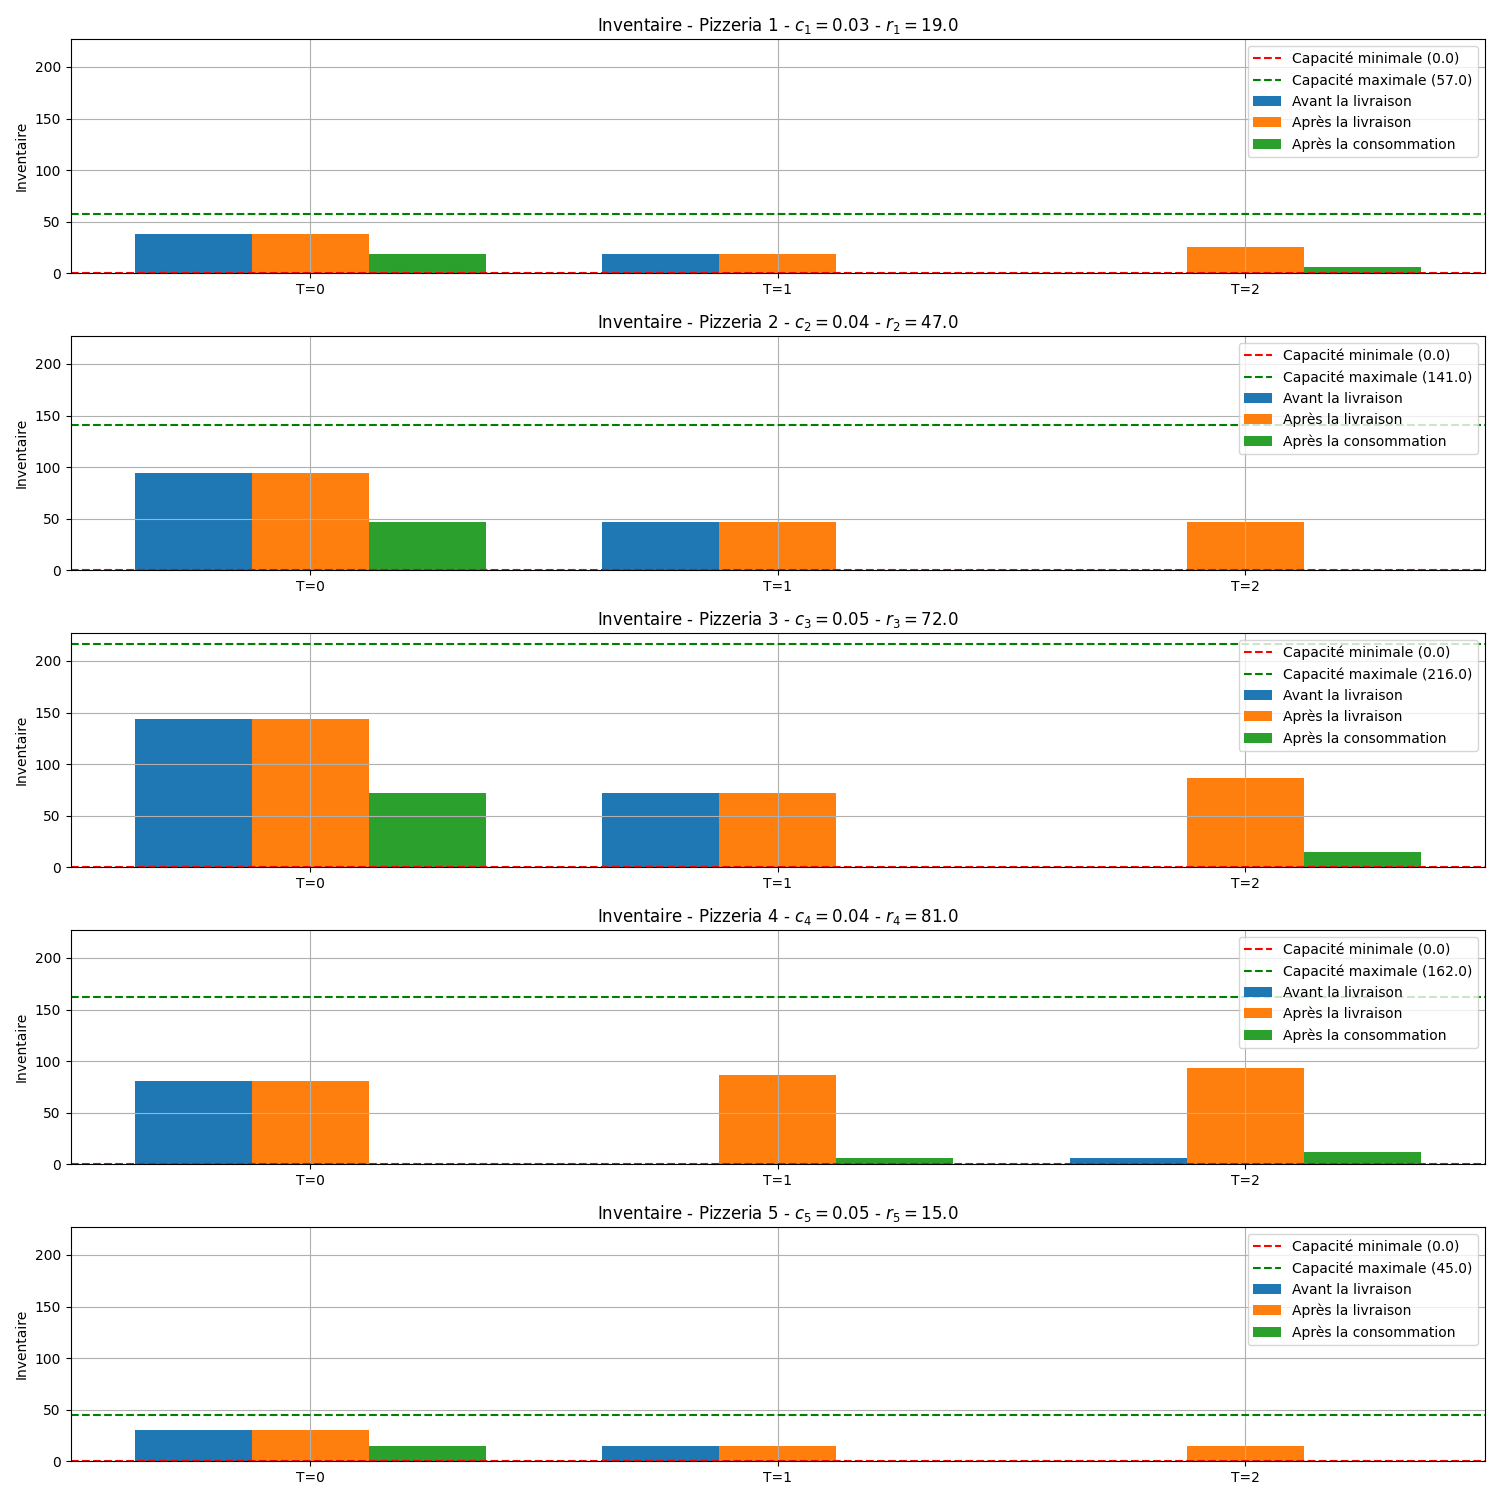 Inventaire - Pizzeria 1 - c₁ = 0.03 - r₁ = 19.0
Inventaire
200
150
100
50
0
Capacité minimale (0.0)
Capacité maximale (57.0)
Avant la livraison
Après la livraison
Après la consommation
T=0
T=1
T=2
Inventaire - Pizzeria 2 - c₂ = 0.04 - r₂ = 47.0
Inventaire
200
150
100
50
0
Capacité minimale (0.0)
Capacité maximale (141.0)
Avant la livraison
Après la livraison
Après la consommation
T=0
T=1
T=2
Inventaire - Pizzeria 3 - c₃ = 0.05 - r₃ = 72.0
Inventaire
200
150
100
50
0
Capacité minimale (0.0)
Capacité maximale (216.0)
Avant la livraison
Après la livraison
Après la consommation
T=0
T=1
T=2
Inventaire - Pizzeria 4 - c₄ = 0.04 - r₄ = 81.0
Inventaire
200
150
100
50
0
Capacité minimale (0.0)
Capacité maximale (162.0)
Avant la livraison
Après la livraison
Après la consommation
T=0
T=1
T=2
Inventaire - Pizzeria 5 - c₅ = 0.05 - r₅ = 15.0
Inventaire
200
150
100
50
0
Capacité minimale (0.0)
Capacité maximale (45.0)
Avant la livraison
Après la livraison
Après la consommation
T=0
T=1
T=2